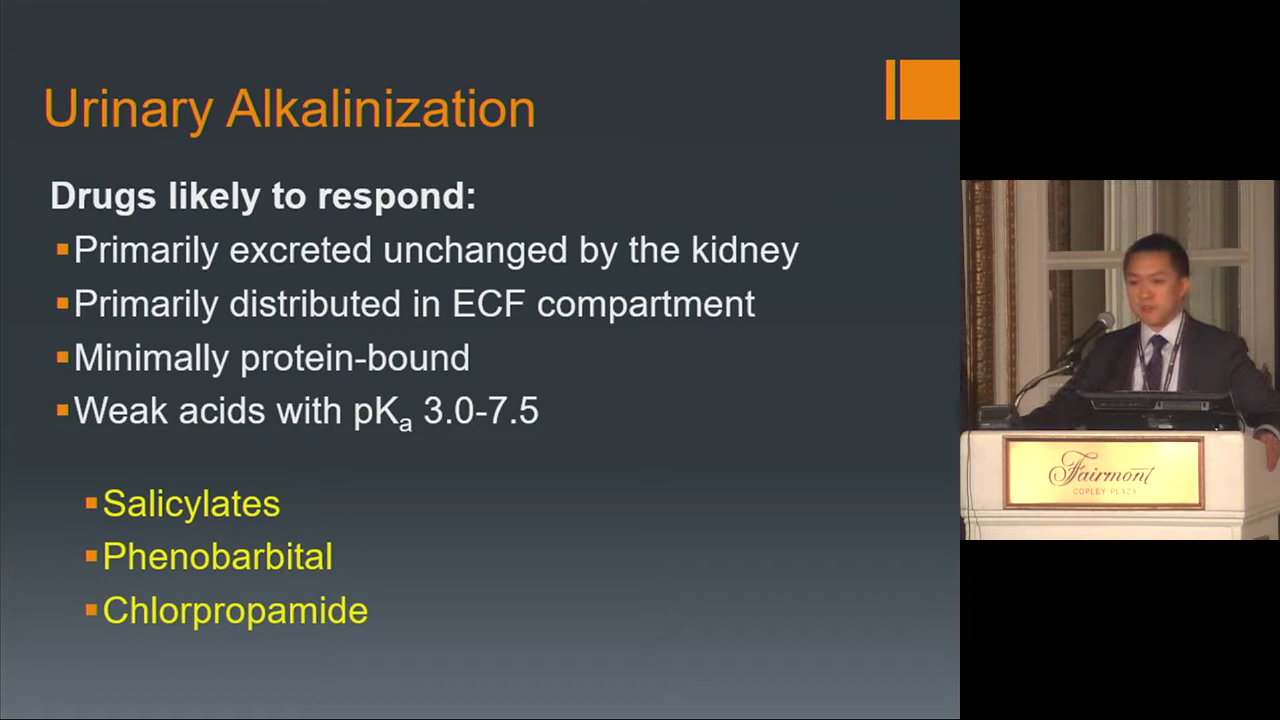 Urinary Alkalinization
Drugs likely to respond:
Primarily excreted unchanged by the kidney
Primarily distributed in ECF compartment
Minimally protein-bound
Weak acids with pKₐ 3.0-7.5
Salicylates
Phenobarbital
Chlorpropamide
Fairmont
COPLEY PLAZA